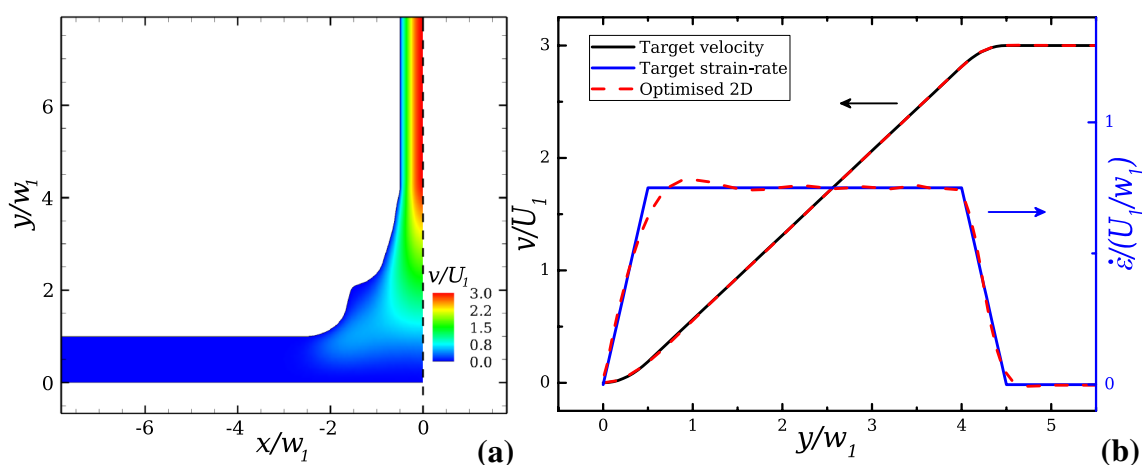 8
6
4
2
0
y/w₁
-6
-4
-2
0
x/w₁
v/U₁
3.0
2.2
1.5
0.8
0.0
(a)
Target velocity
Target strain-rate
Optimised 2D
3
2
1
0
v/U₁
0
1
2
3
4
5
y/w₁
1
0
ε̇/(U₁/w₁)
(b)